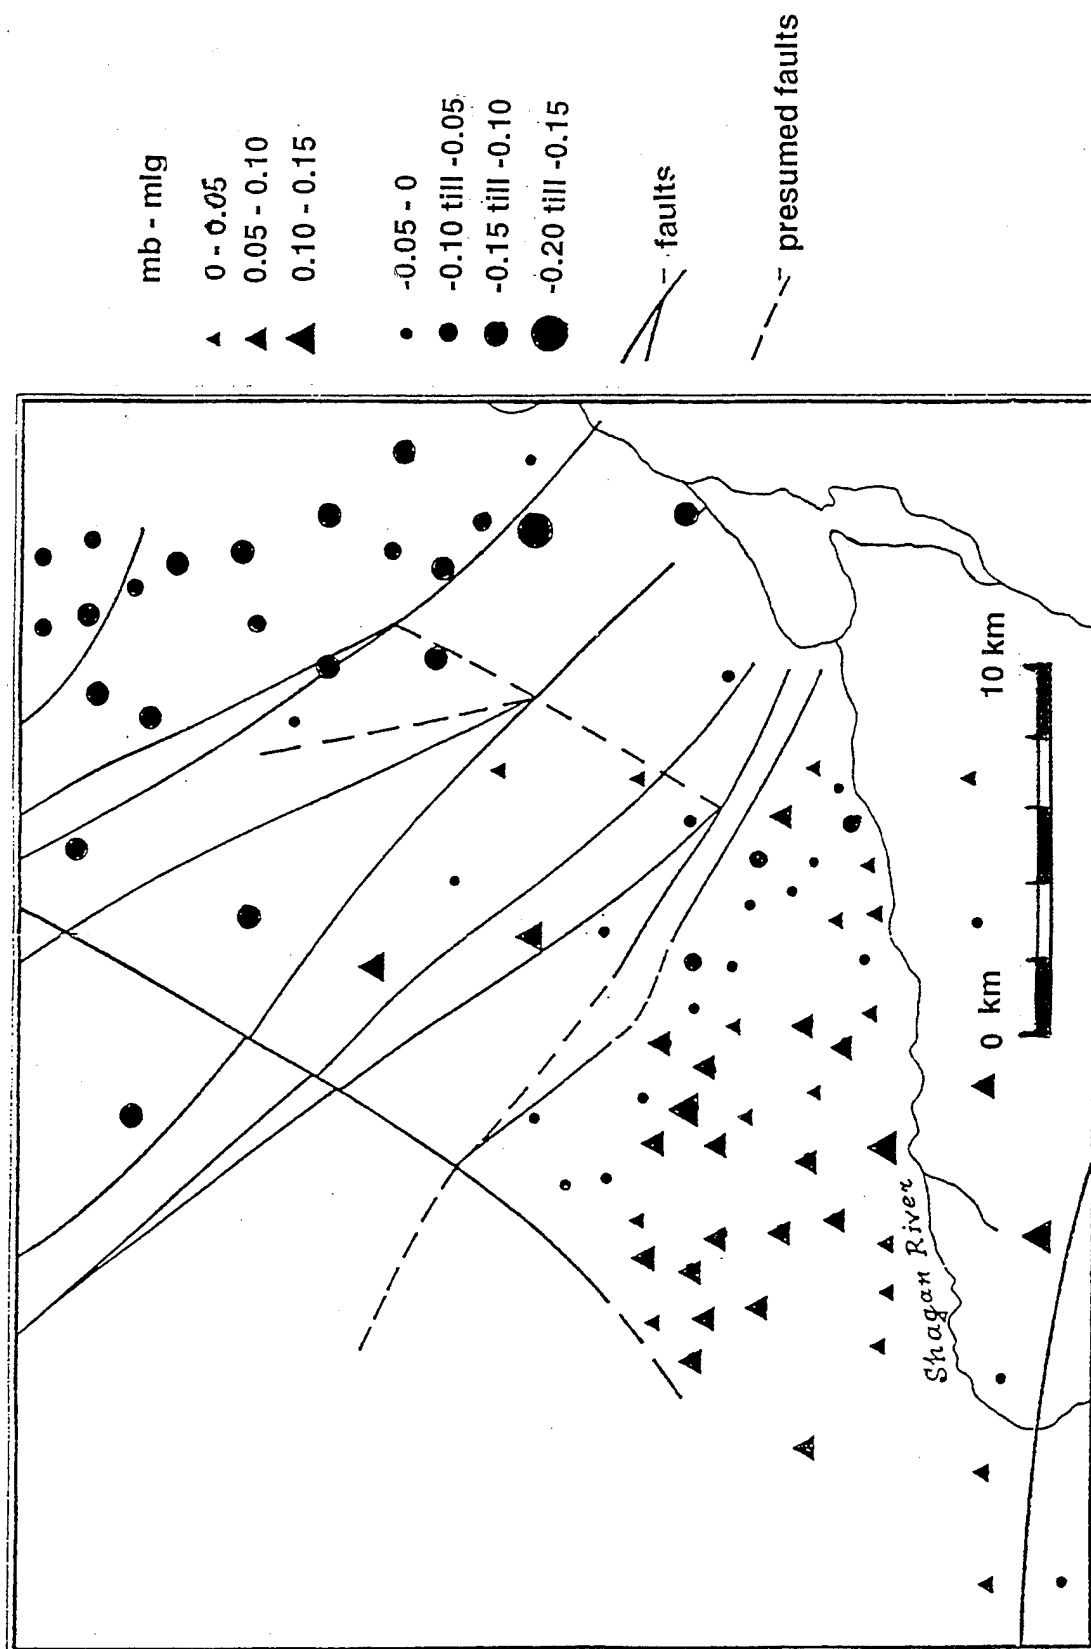 mb - mlg
0 - 0.05
0.05 - 0.10
0.10 - 0.15
-0.05 - 0
-0.10 till -0.05
-0.15 till -0.10
-0.20 till -0.15
faults
presumed faults
Shagan River
0 km
10 km